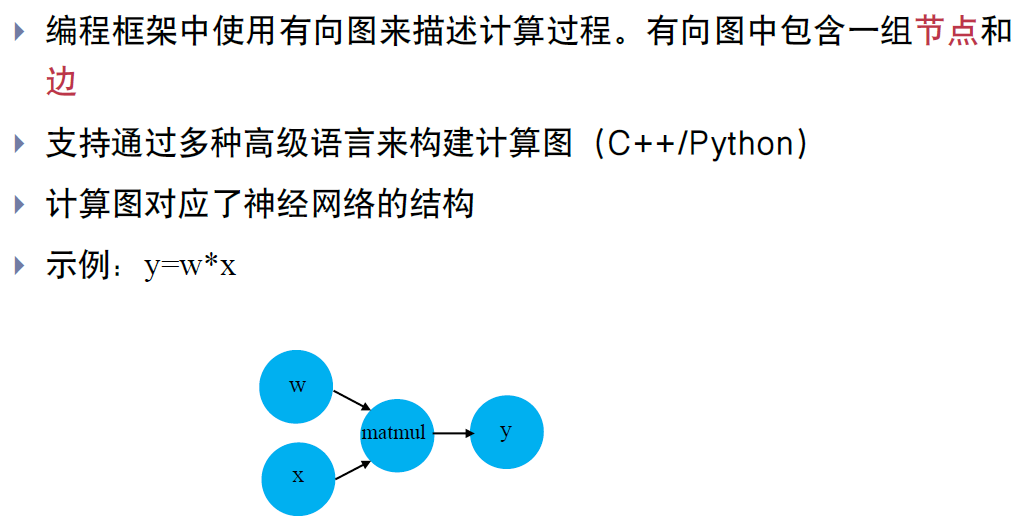 编程框架中使用有向图来描述计算过程。有向图中包含一组节点和
边
支持通过多种高级语言来构建计算图（C++/Python）
计算图对应了神经网络的结构
示例：y=w*x
w
matmul
y
x